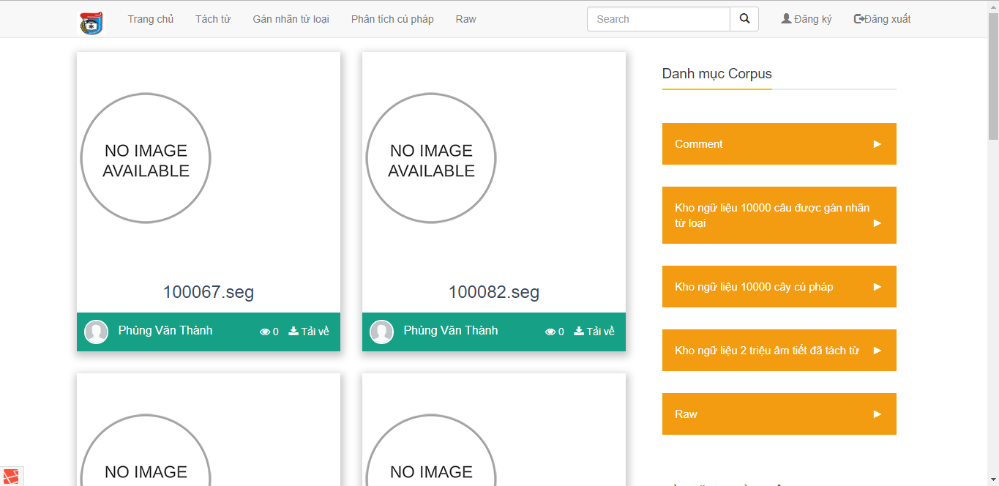 Trang chủ Tách từ Gán nhãn từ loại Phân tích cú pháp Raw Search Đăng ký Đăng xuất
NO IMAGE
AVAILABLE
100067.seg
Phùng Văn Thành 0 Tải về
NO IMAGE
AVAILABLE
100082.seg
Phùng Văn Thành 0 Tải về
NO IMAGE
NO IMAGE
Danh mục Corpus
Comment
Kho ngữ liệu 10000 câu được gán nhãn
từ loại
Kho ngữ liệu 10000 cây cú pháp
Kho ngữ liệu 2 triệu âm tiết đã tách từ
Raw